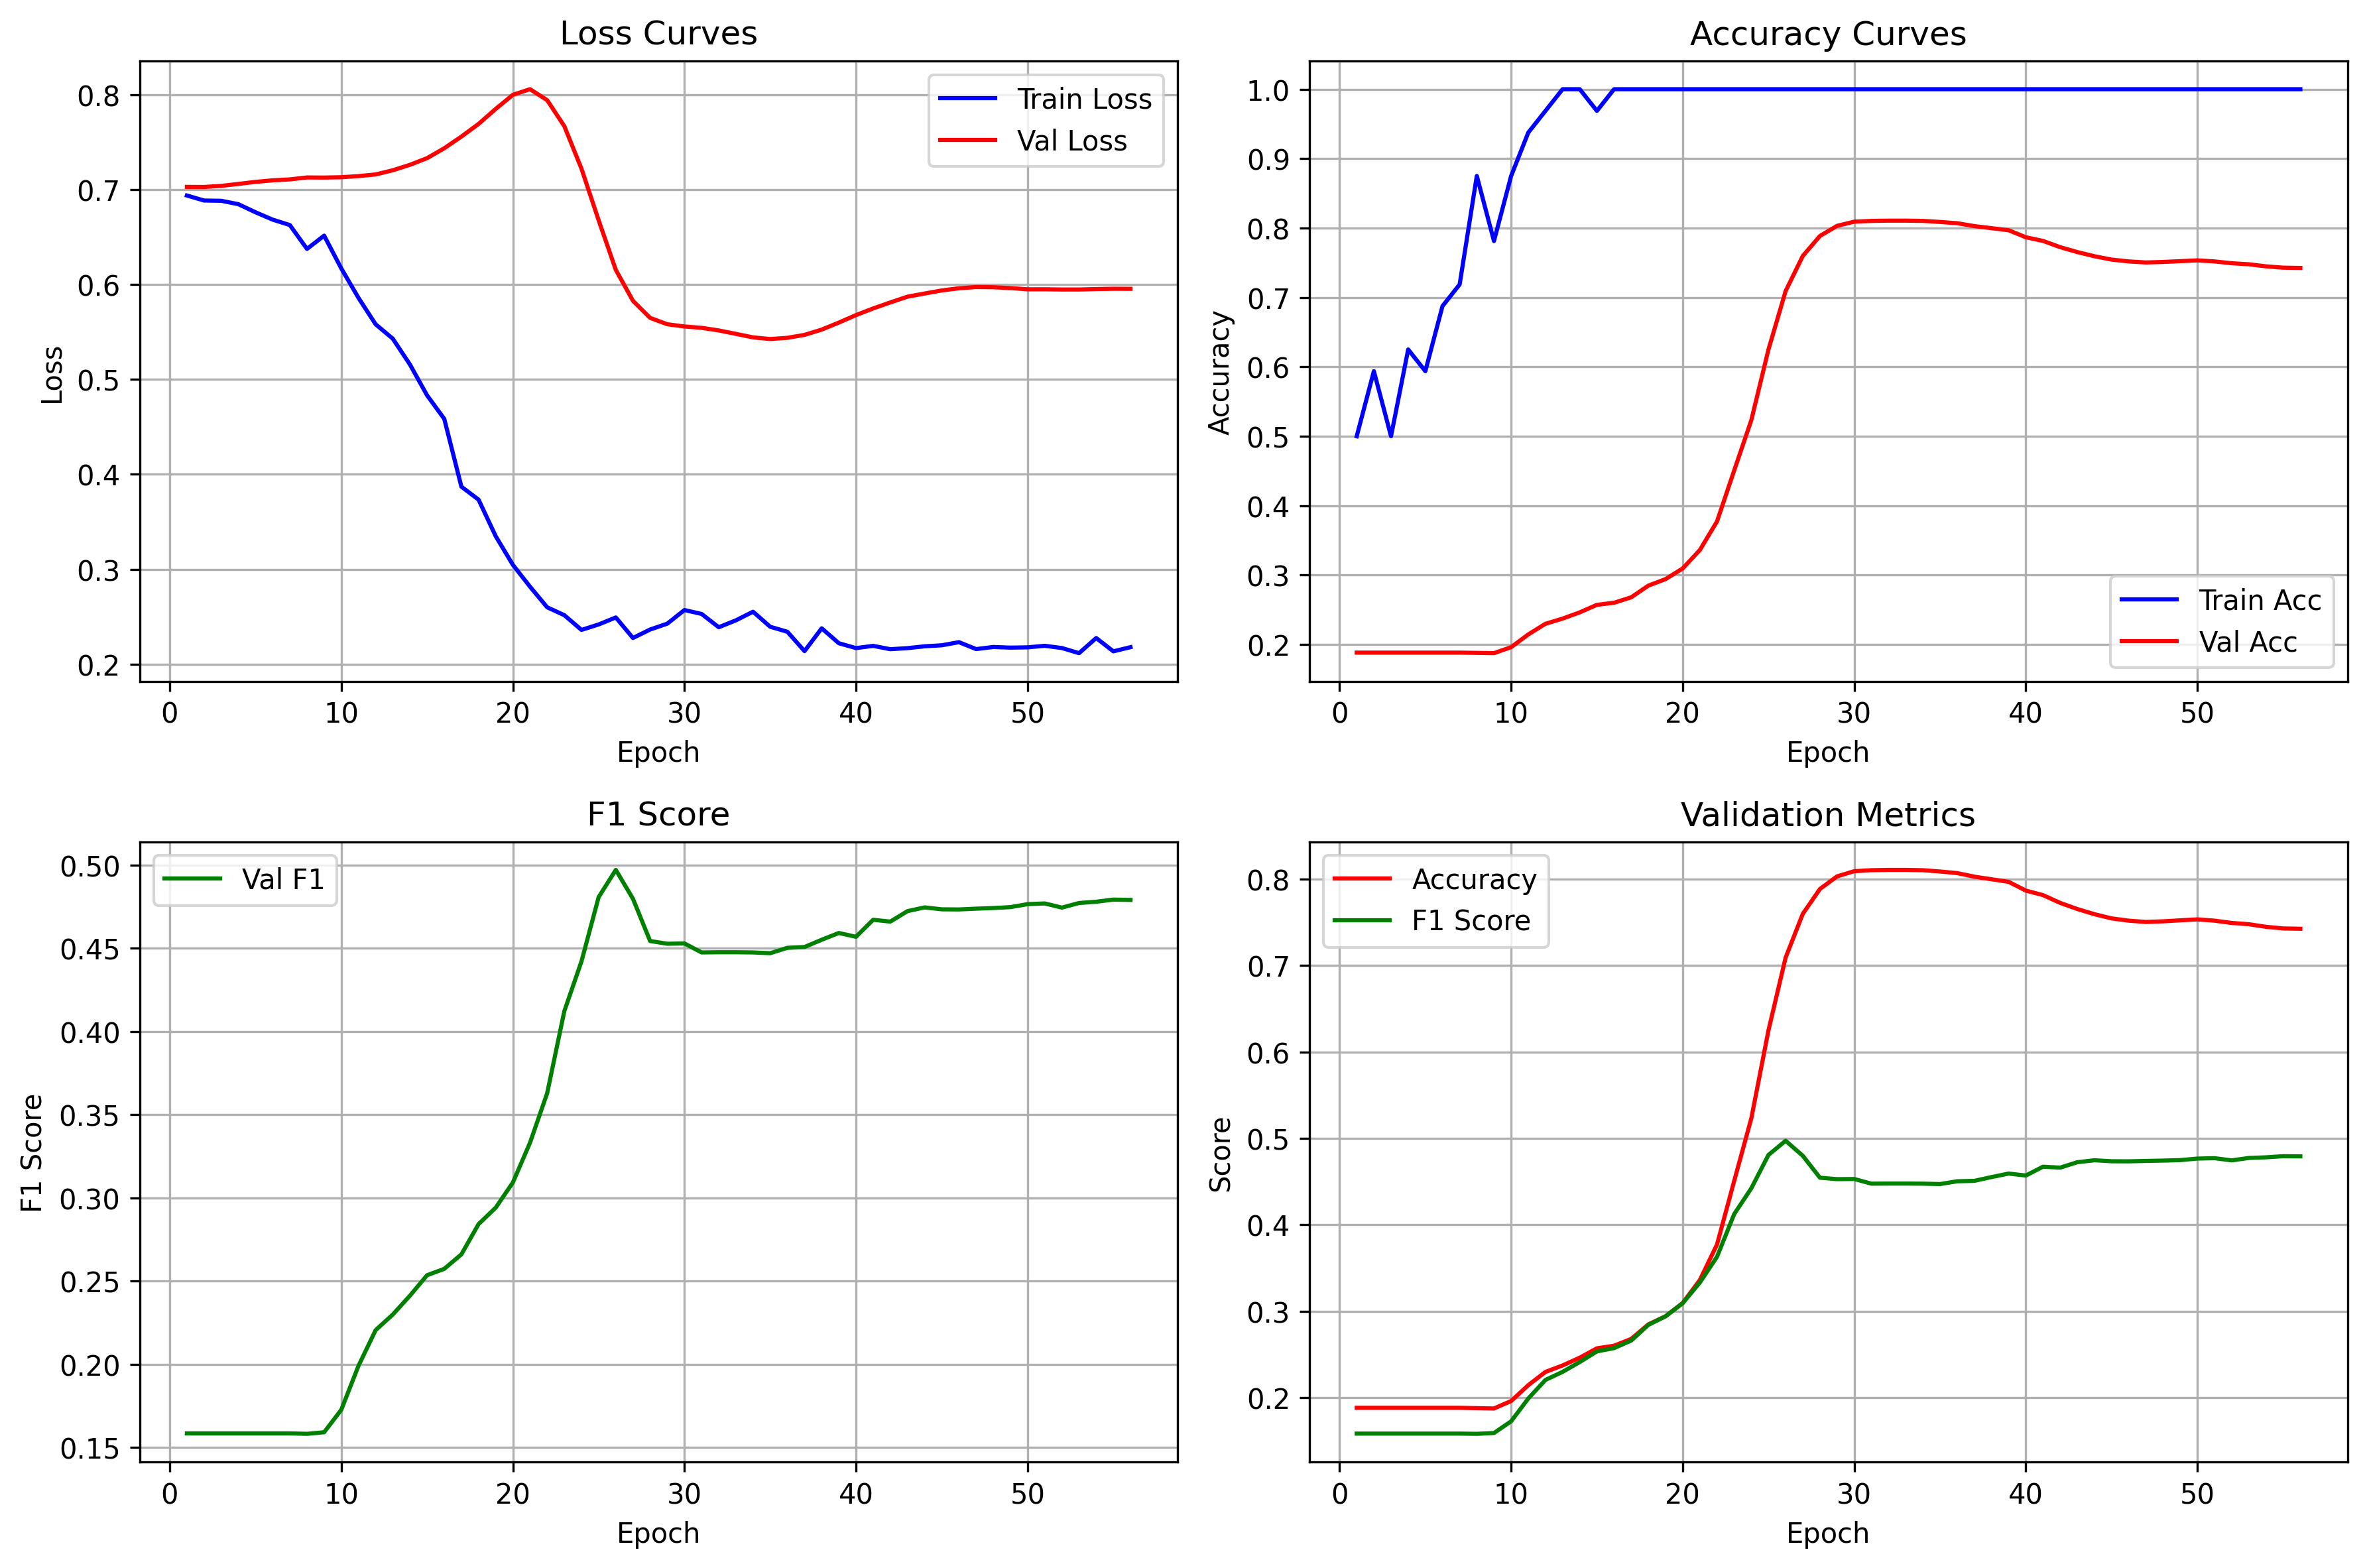 Loss Curves
0.8
0.7
0.6
0.5
0.4
0.3
0.2
Loss
Train Loss
Val Loss
0 10 20 30 40 50
Epoch
Accuracy Curves
1.0
0.9
0.8
0.7
0.6
0.5
0.4
0.3
0.2
Accuracy
Train Acc
Val Acc
0 10 20 30 40 50
Epoch
F1 Score
0.50
0.45
0.40
0.35
0.30
0.25
0.20
0.15
F1 Score
Val F1
0 10 20 30 40 50
Epoch
Validation Metrics
0.8
0.7
0.6
0.5
0.4
0.3
0.2
Score
Accuracy
F1 Score
0 10 20 30 40 50
Epoch